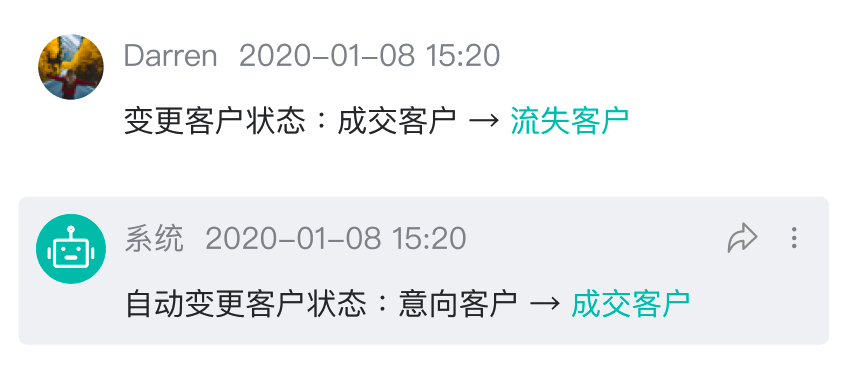 Darren 2020-01-08 15:20
变更客户状态：成交客户 → 流失客户
系统 2020-01-08 15:20
自动变更客户状态：意向客户 → 成交客户